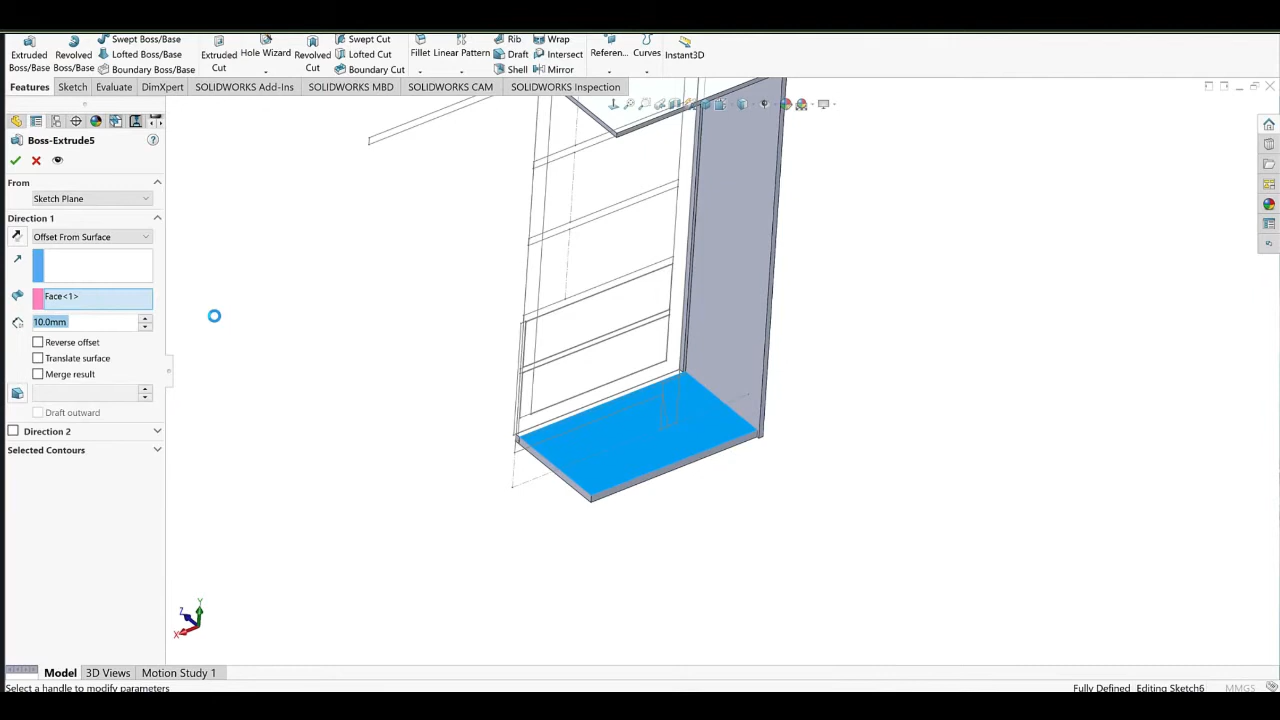 Swept Boss/Base
Extruded Boss/Base
Revolved Boss/Base
Lofted Boss/Base
Boundary Boss/Base
Extruded Cut
Hole Wizard
Revolved Cut
Swept Cut
Lofted Cut
Boundary Cut
Fillet
Linear Pattern
Rib
Draft
Shell
Wrap
Intersect
Mirror
Referen...
Curves
Instant3D
Features
Sketch
Evaluate
DimXpert
SOLIDWORKS Add-Ins
SOLIDWORKS MBD
SOLIDWORKS CAM
SOLIDWORKS Inspection
Boss-Extrude5
From
Sketch Plane
Direction 1
Offset From Surface
Face<1>
10.0mm
Reverse offset
Translate surface
Merge result
Draft outward
Direction 2
Selected Contours
Y
Z
X
Model
3D Views
Motion Study 1
Select a handle to modify parameters
Fully Defined
Editing Sketch6
MMGS